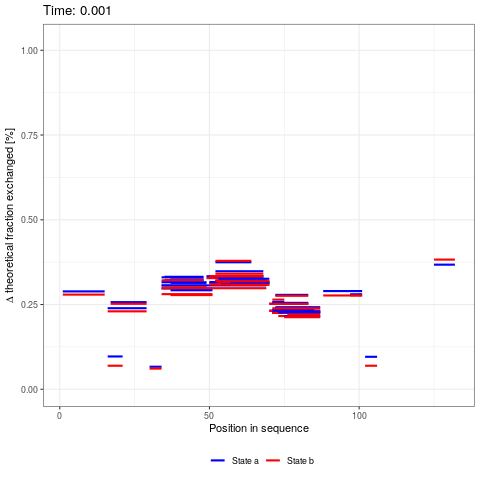 Time: 0.001
Δ theoretical fraction exchanged [%]
1.00
0.75
0.50
0.25
0.00
0 50 100
Position in sequence
State a State b